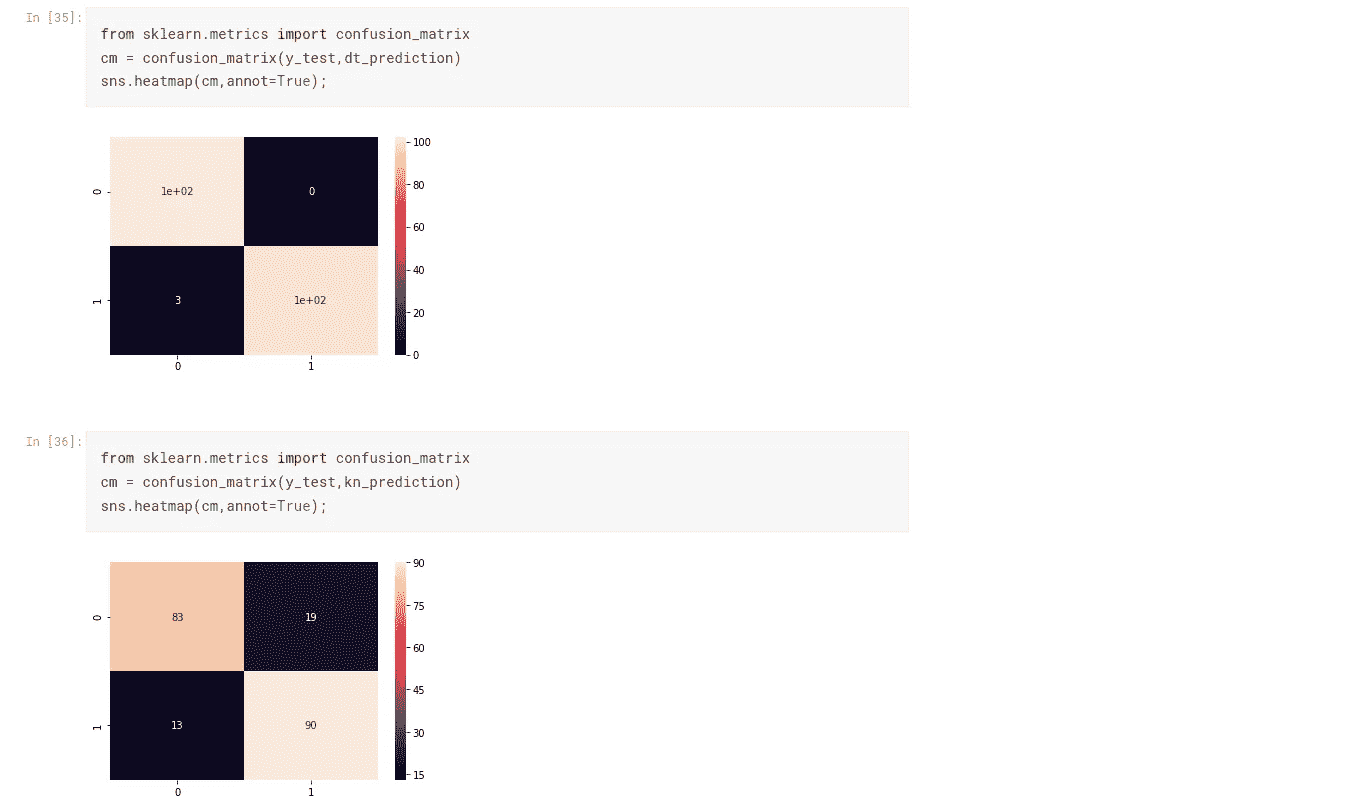 In [35]:
from sklearn.metrics import confusion_matrix
cm = confusion_matrix(y_test,dt_prediction)
sns.heatmap(cm,annot=True);
100
80
60
40
20
0
0
1e+02
0
1
3
1e+02
0
1
In [36]:
from sklearn.metrics import confusion_matrix
cm = confusion_matrix(y_test,kn_prediction)
sns.heatmap(cm,annot=True);
90
75
60
45
30
15
0
83
19
1
13
90
0
1